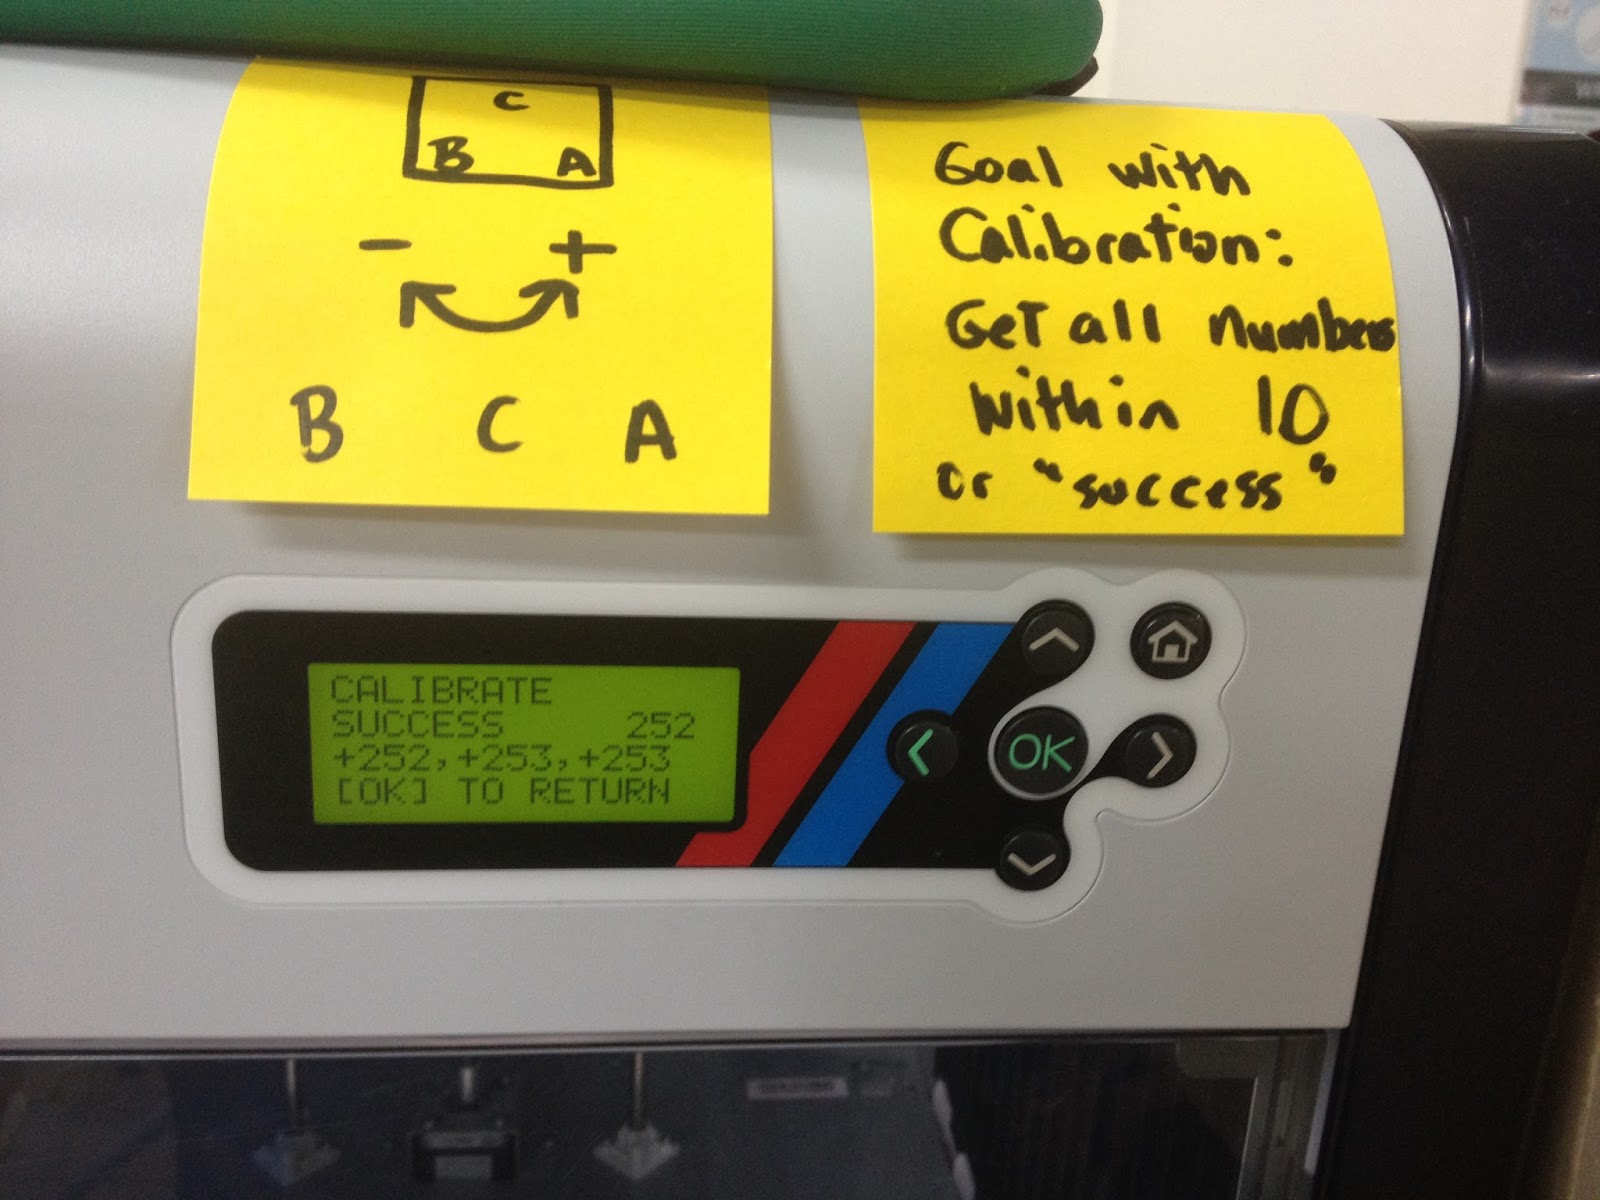 C
B A
- +
B C A
Goal with
Calibration:
Get all numbers
within 10
or "success"
CALIBRATE
SUCCESS 252
+252,+253,+253
[OK] TO RETURN
OK